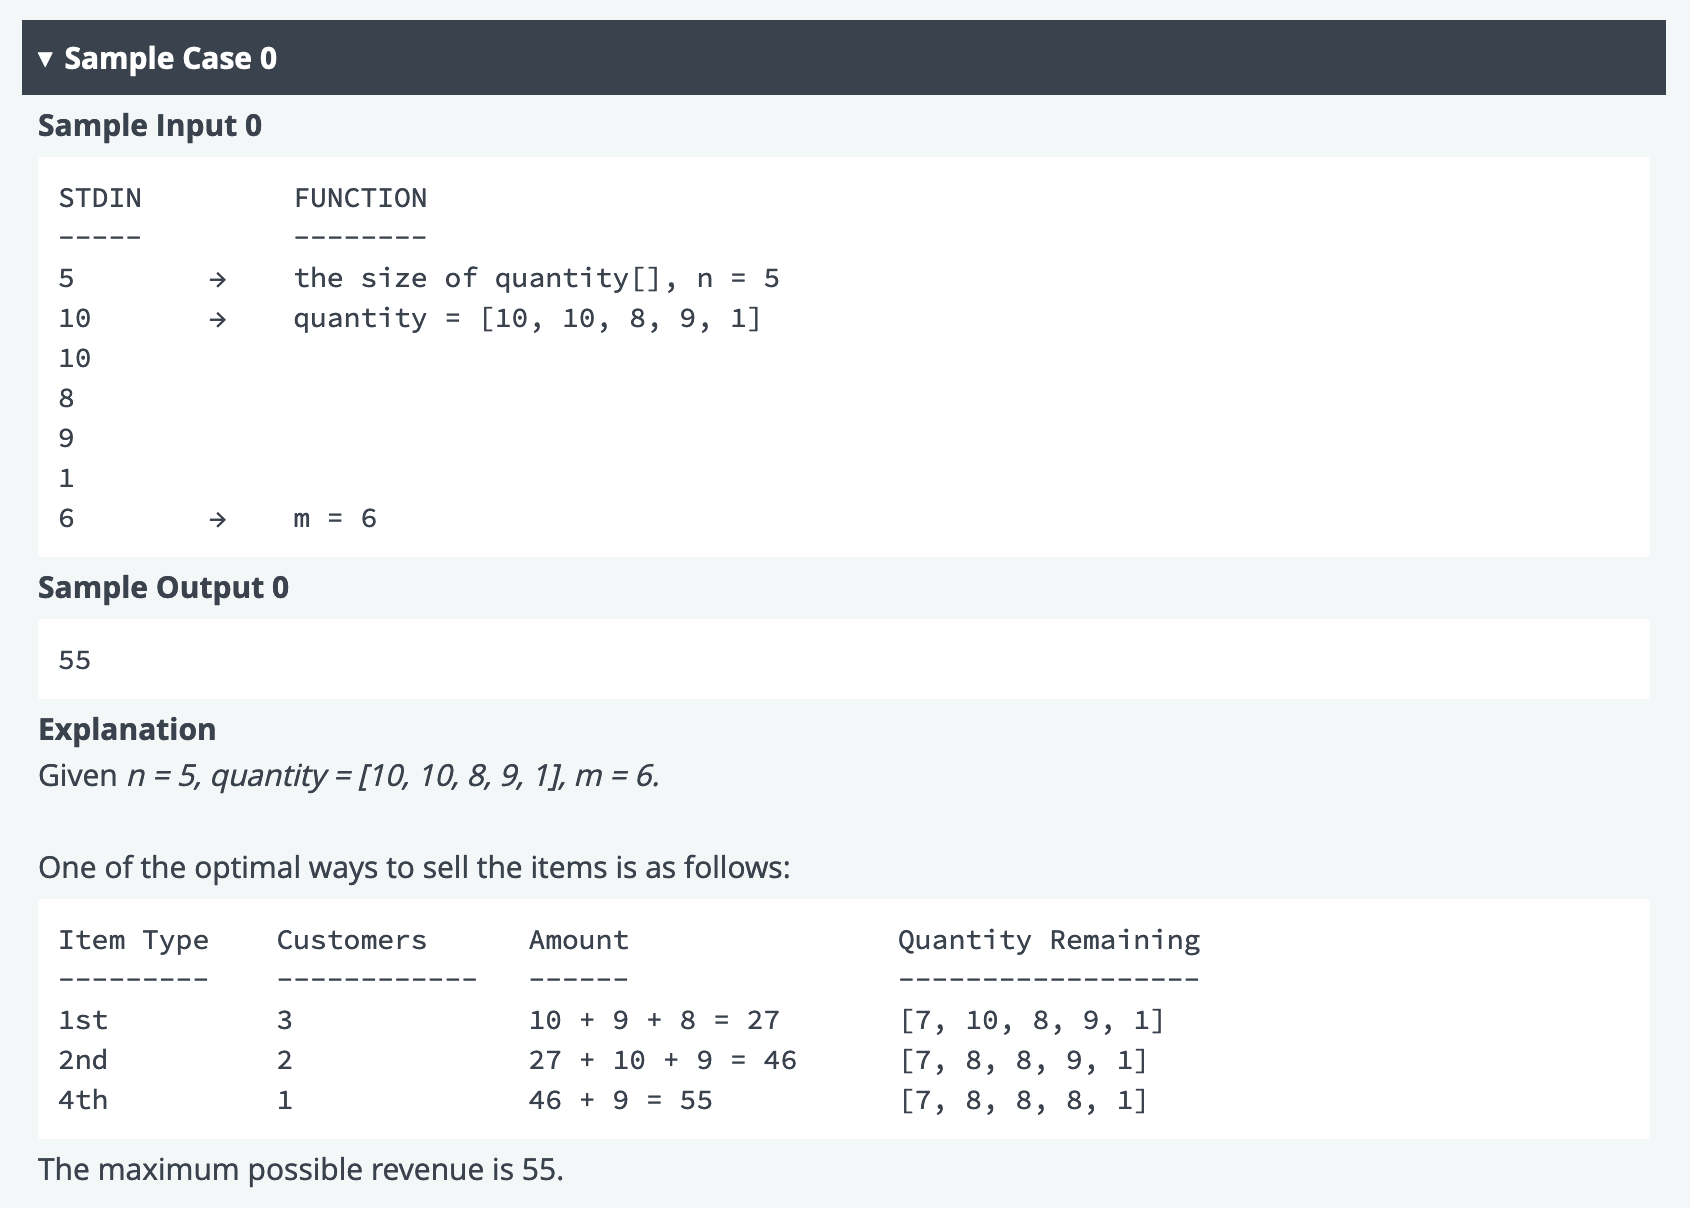 ▼ Sample Case 0
Sample Input 0
STDIN FUNCTION
----- --------
5 → the size of quantity[], n = 5
10 → quantity = [10, 10, 8, 9, 1]
10
8
9
1
6 → m = 6
Sample Output 0
55
Explanation
Given n = 5, quantity = [10, 10, 8, 9, 1], m = 6.
One of the optimal ways to sell the items is as follows:
Item Type Customers Amount Quantity Remaining
--------- ------------ ------ ------------------
1st 3 10 + 9 + 8 = 27 [7, 10, 8, 9, 1]
2nd 2 27 + 10 + 9 = 46 [7, 8, 8, 9, 1]
4th 1 46 + 9 = 55 [7, 8, 8, 8, 1]
The maximum possible revenue is 55.